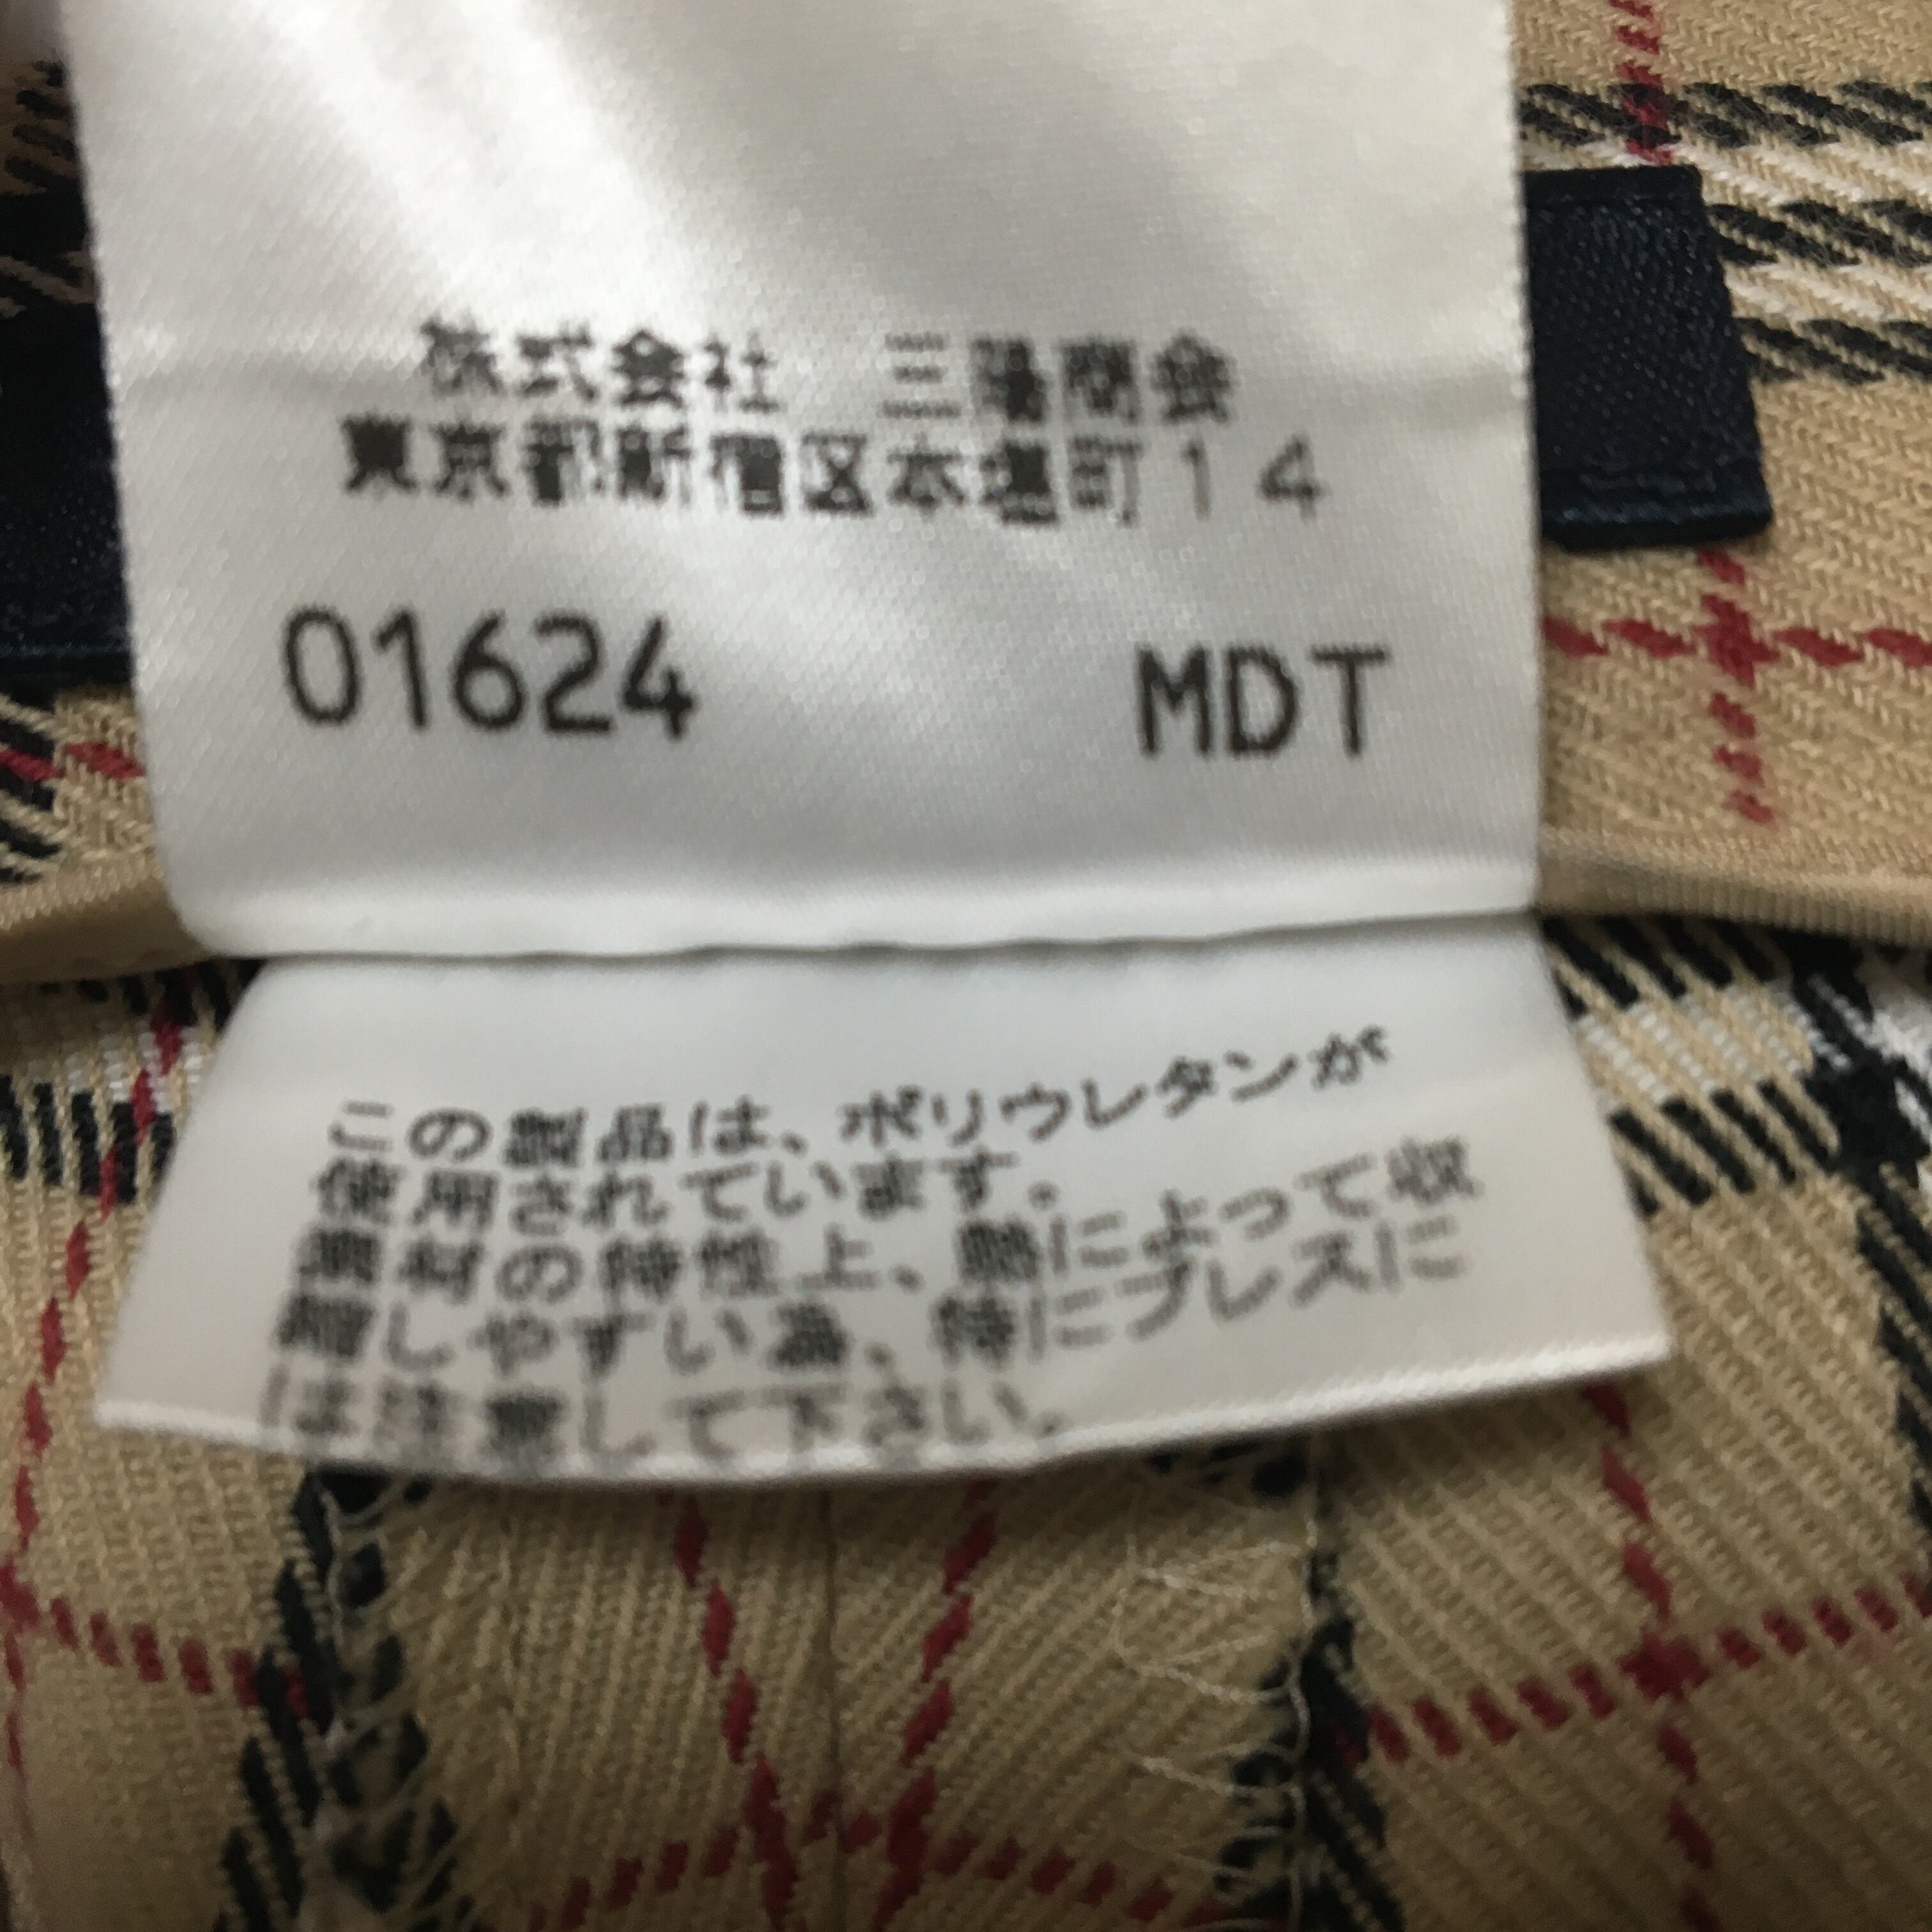 株式会社　三陽商会
東京都新宿区本塩町14
01624 MDT
この製品は、ポリウレタンが
使用されています。
素材の特性上、熱によって収
縮しやすい為、特にプレスに
は注意して下さい。